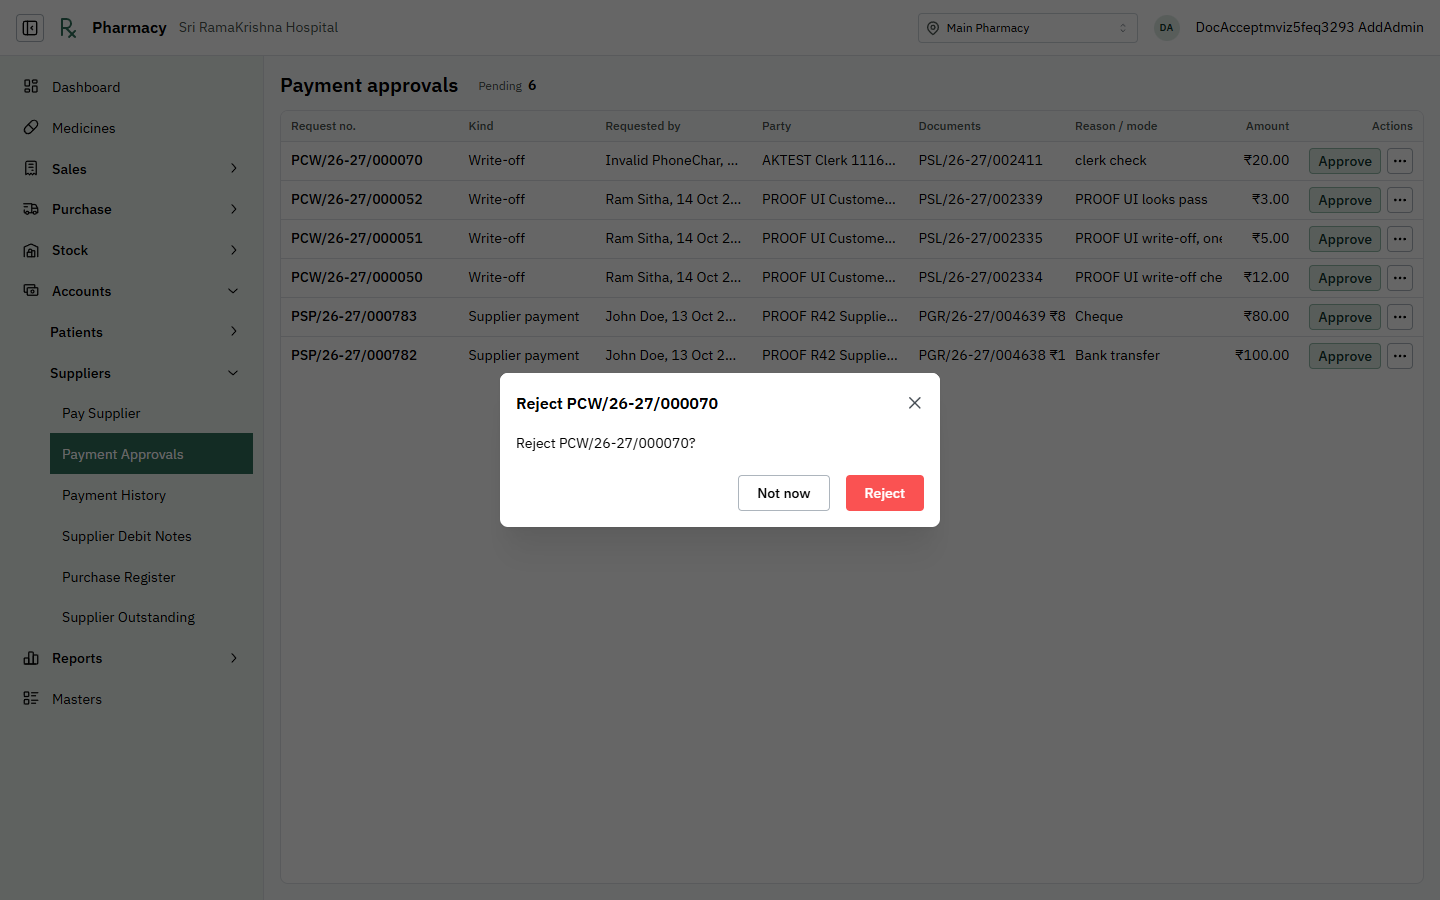 Pharmacy Sri RamaKrishna Hospital Main Pharmacy DA DocAcceptmviz5feq3293 AddAdmin
Dashboard
Medicines
Sales
Purchase
Stock
Accounts
Patients
Suppliers
Pay Supplier
Payment Approvals
Payment History
Supplier Debit Notes
Purchase Register
Supplier Outstanding
Reports
Masters
Payment approvals Pending 6
Request no. Kind Requested by Party Documents Reason / mode Amount Actions
PCW/26-27/000070 Write-off Invalid PhoneChar, ... AKTEST Clerk 1116... PSL/26-27/002411 clerk check ₹20.00 Approve ...
PCW/26-27/000052 Write-off Ram Sitha, 14 Oct 2... PROOF UI Custome... PSL/26-27/002339 PROOF UI looks pass ₹3.00 Approve ...
PCW/26-27/000051 Write-off Ram Sitha, 14 Oct 2... PROOF UI Custome... PSL/26-27/002335 PROOF UI write-off, one ₹5.00 Approve ...
PCW/26-27/000050 Write-off Ram Sitha, 14 Oct 2... PROOF UI Custome... PSL/26-27/002334 PROOF UI write-off che ₹12.00 Approve ...
PSP/26-27/000783 Supplier payment John Doe, 13 Oct 2... PROOF R42 Supplie... PGR/26-27/004639 ₹8 Cheque ₹80.00 Approve ...
PSP/26-27/000782 Supplier payment John Doe, 13 Oct 2... PROOF R42 Supplie... PGR/26-27/004638 ₹1 Bank transfer ₹100.00 Approve ...
Reject PCW/26-27/000070
Reject PCW/26-27/000070?
Not now Reject